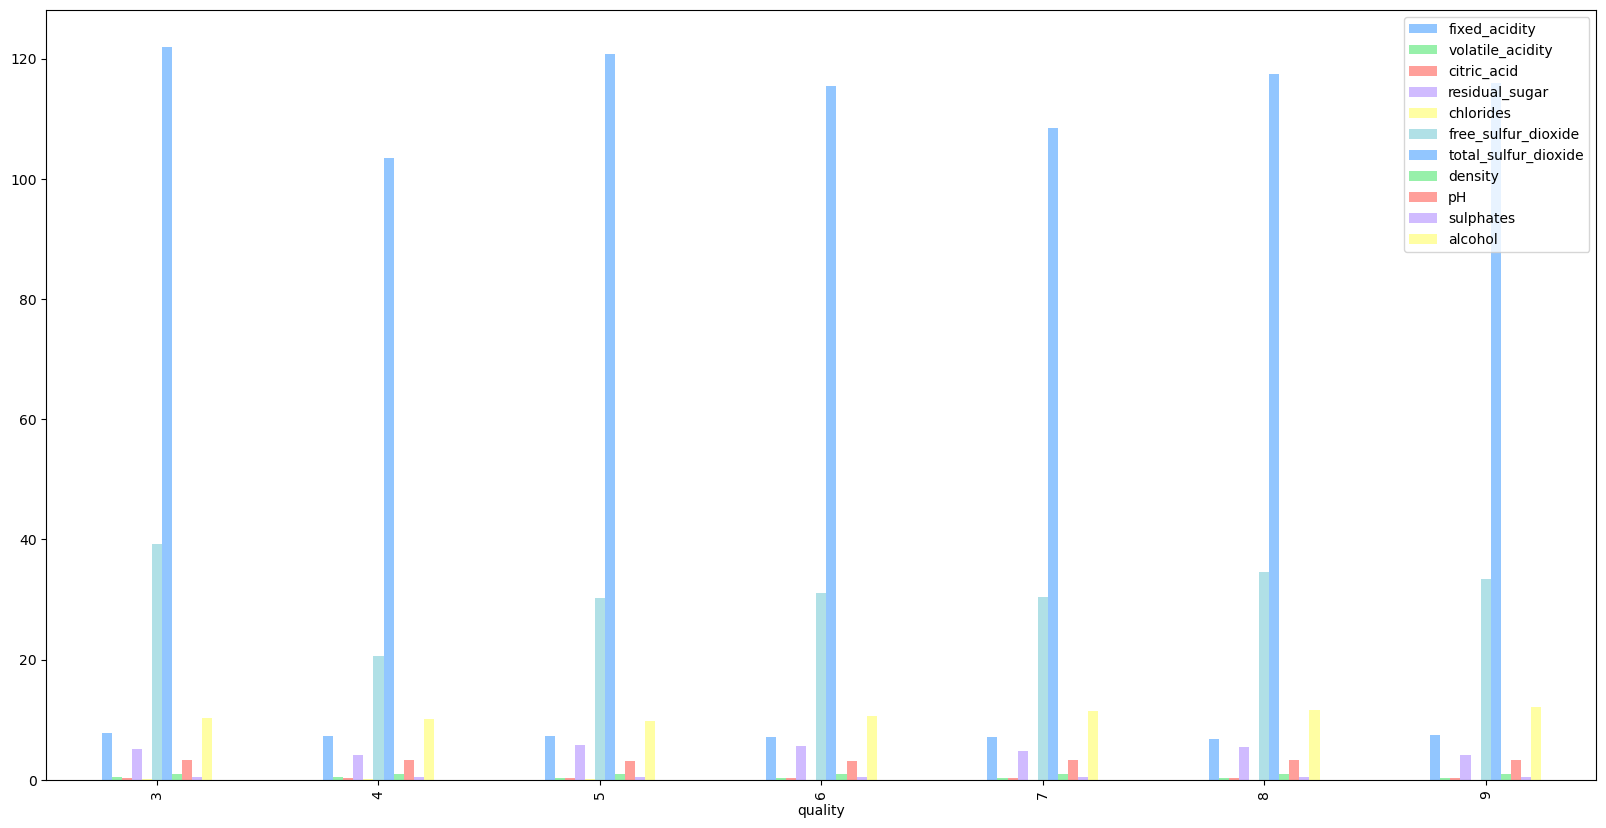 fixed_acidity
volatile_acidity
citric_acid
residual_sugar
chlorides
free_sulfur_dioxide
total_sulfur_dioxide
density
pH
sulphates
alcohol
120
100
80
60
40
20
0
3 4 5 6 7 8 9
quality